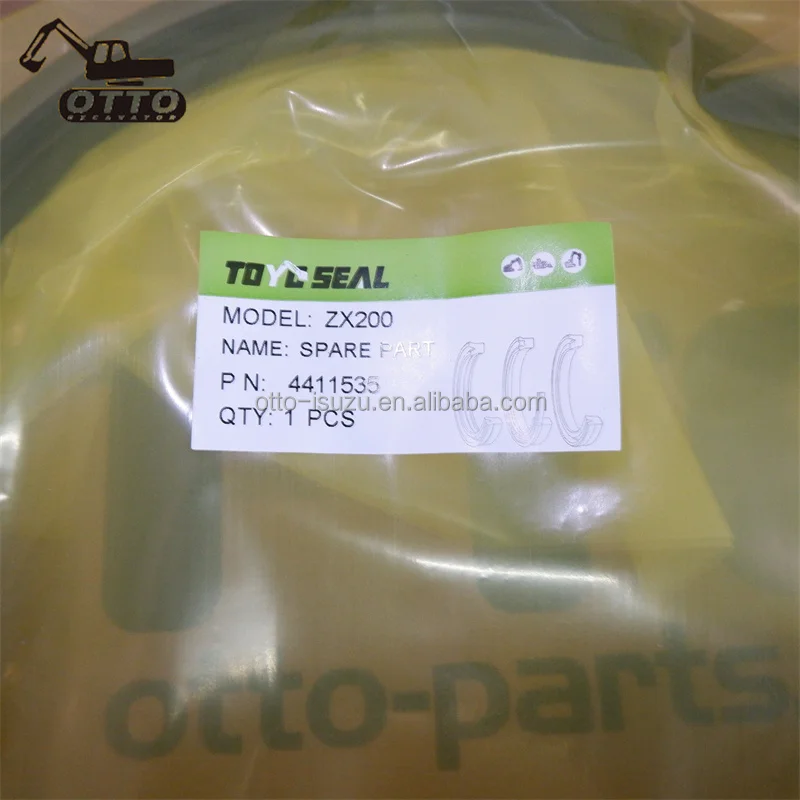 OTTO
EXCAVATOR
TOYO SEAL
MODEL: ZX200
NAME: SPARE PART
P N: 4411535
otto-isuzu.en.alibaba.com
QTY: 1 PCS
otto-parts.